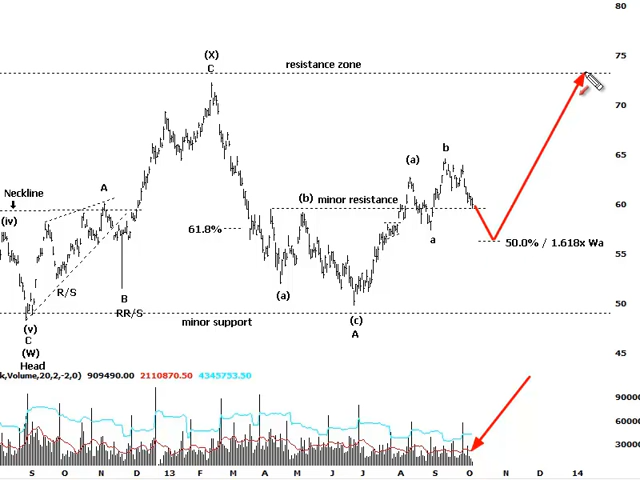 80
75
(X)
C
resistance zone
70
65
b
(a)
A
Neckline
(b) minor resistance
60
(iv)
61.8%
a
50.0% / 1.618x Wa
55
R/S
B
(a)
RR/S
50
minor support
(c)
A
(v)
C
(W)
Head
45
k,Volume,20,2,-2,0) 909490.00 2110870.50 4345753.50
90000
60000
30000
S O N D 13 F M A M J J A S O N D 14